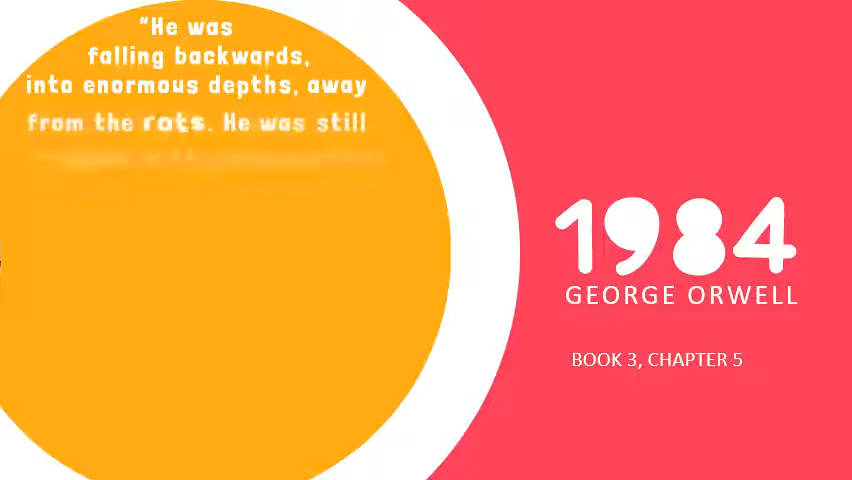 "He was
falling backwards,
into enormous depths, away
from the rats. He was still
1984
GEORGE ORWELL
BOOK 3, CHAPTER 5